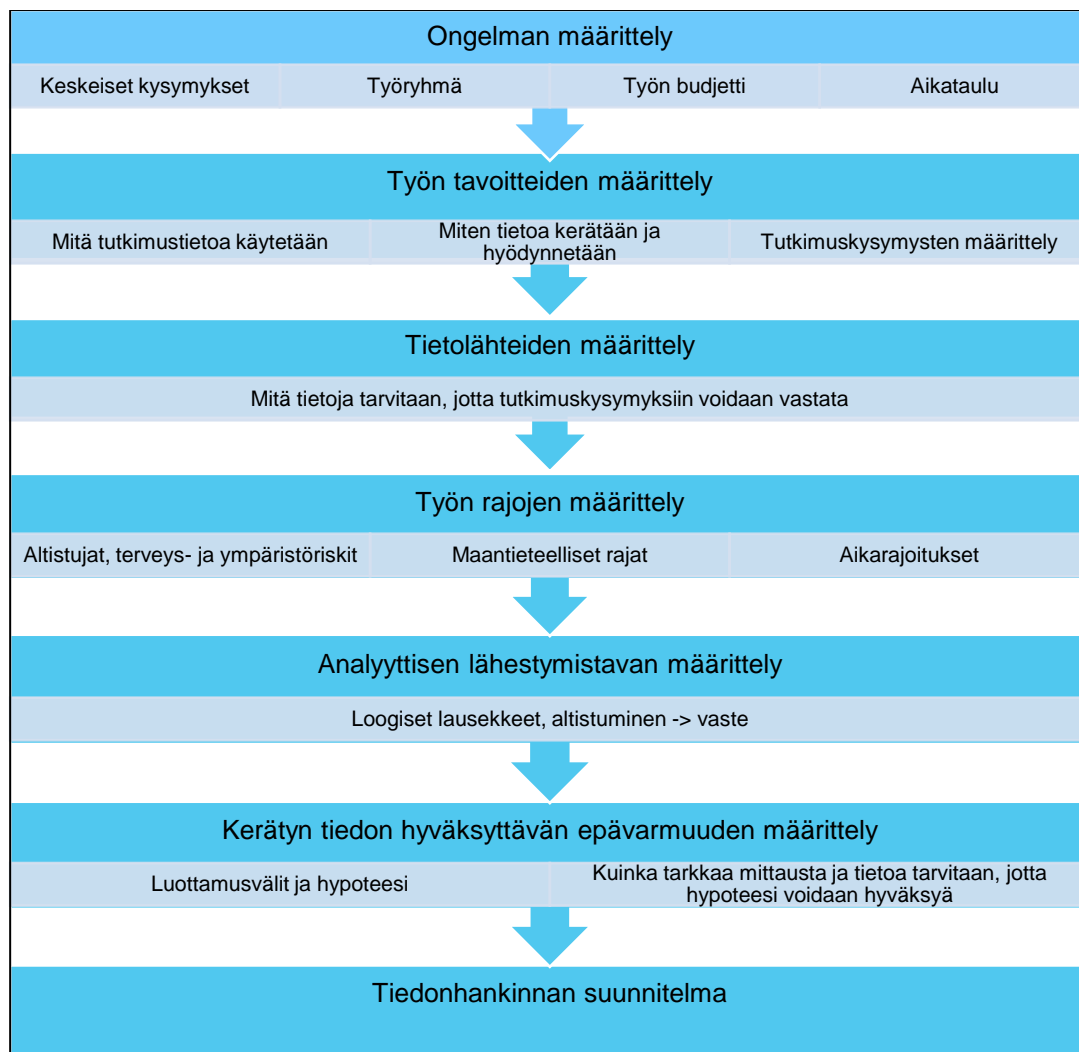 Ongelman määrittely
Keskeiset kysymykset
Työryhmä
Työn budjetti
Aikataulu
Työn tavoitteiden määrittely
Mitä tutkimustietoa käytetään
Miten tietoa kerätään ja
hyödynnetään
Tutkimuskysymysten määrittely
Tietolähteiden määrittely
Mitä tietoja tarvitaan, jotta tutkimuskysymyksiin voidaan vastata
Työn rajojen määrittely
Altistujat, terveys- ja ympäristöriskit
Maantieteelliset rajat
Aikarajoitukset
Analyyttisen lähestymistavan määrittely
Loogiset lausekkeet, altistuminen -> vaste
Kerätyn tiedon hyväksyttävän epävarmuuden määrittely
Luottamusvälit ja hypoteesi
Kuinka tarkkaa mittausta ja tietoa tarvitaan, jotta
hypoteesi voidaan hyväksyä
Tiedonhankinnan suunnitelma